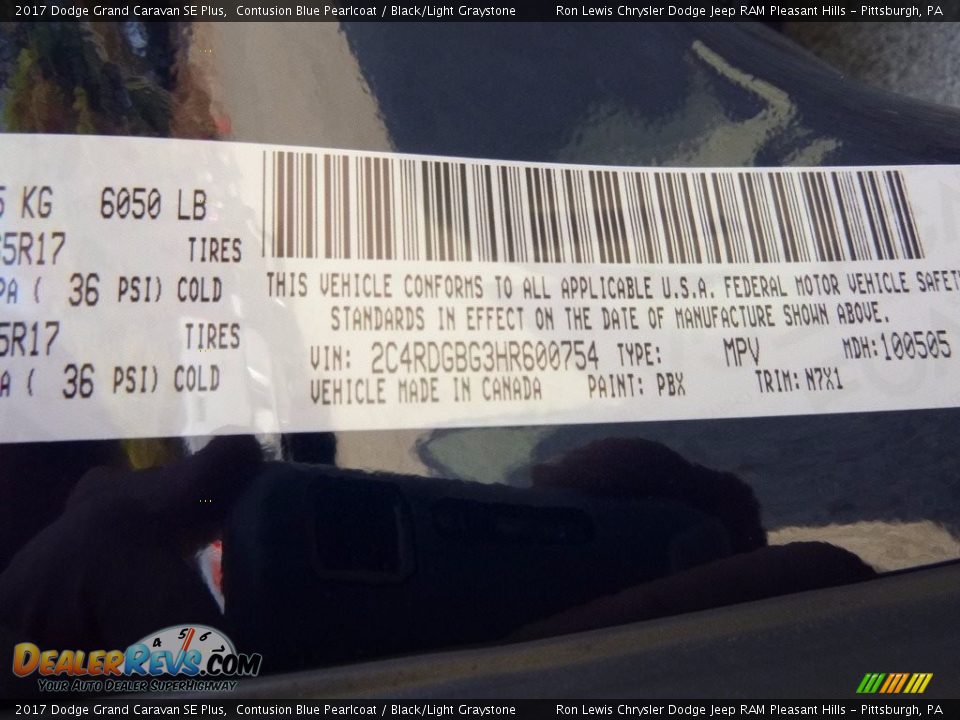 2017 Dodge Grand Caravan SE Plus,  Contusion Blue Pearlcoat / Black/Light Graystone Ron Lewis Chrysler Dodge Jeep RAM Pleasant Hills - Pittsburgh, PA
KG 6050 LB
5R17 TIRES
PA ( 36 PSI) COLD
5R17 TIRES
A ( 36 PSI) COLD
THIS VEHICLE CONFORMS TO ALL APPLICABLE U.S.A. FEDERAL MOTOR VEHICLE SAFET
STANDARDS IN EFFECT ON THE DATE OF MANUFACTURE SHOWN ABOVE.
VIN: 2C4RDGBG3HR600754 TYPE: MPV MDH: 100505
VEHICLE MADE IN CANADA PAINT: PBX TRIM: N7X1
4 5 6
DealerRevs.com
Your Auto Dealer SuperHighway
2017 Dodge Grand Caravan SE Plus,  Contusion Blue Pearlcoat / Black/Light Graystone Ron Lewis Chrysler Dodge Jeep RAM Pleasant Hills - Pittsburgh, PA